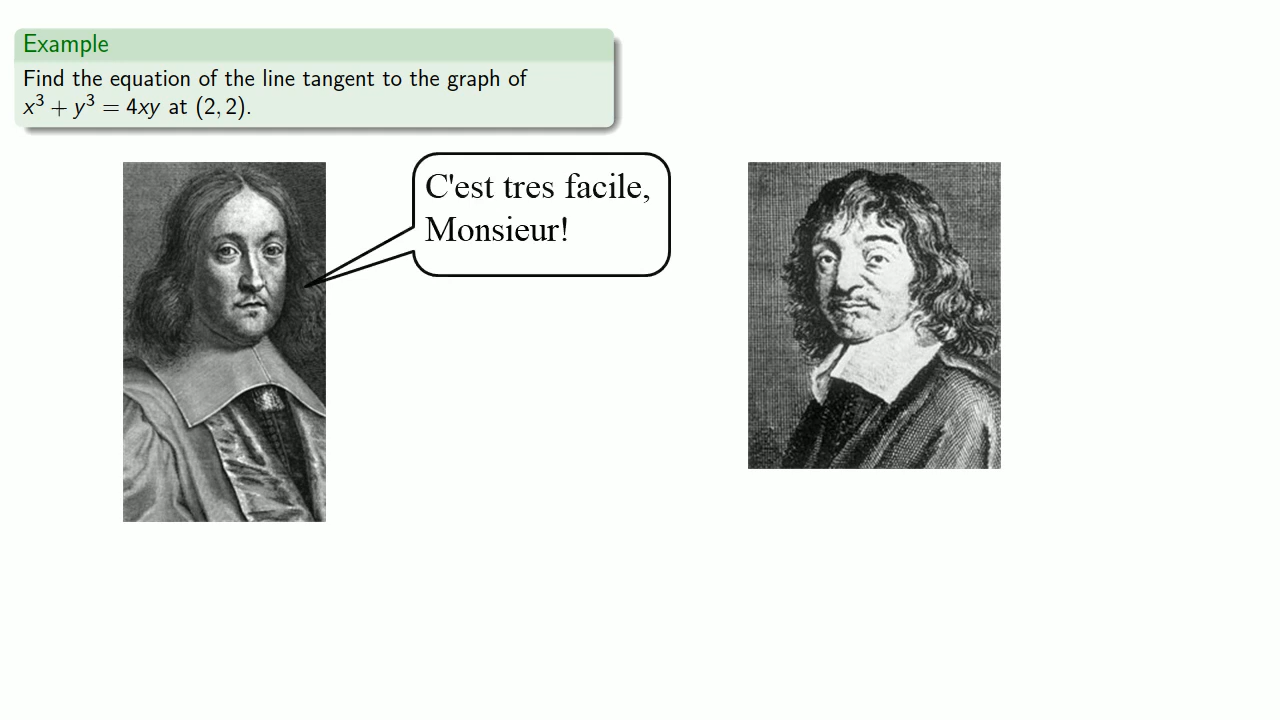 Example
Find the equation of the line tangent to the graph of
x³ + y³ = 4xy at (2, 2).
C'est tres facile,
Monsieur!